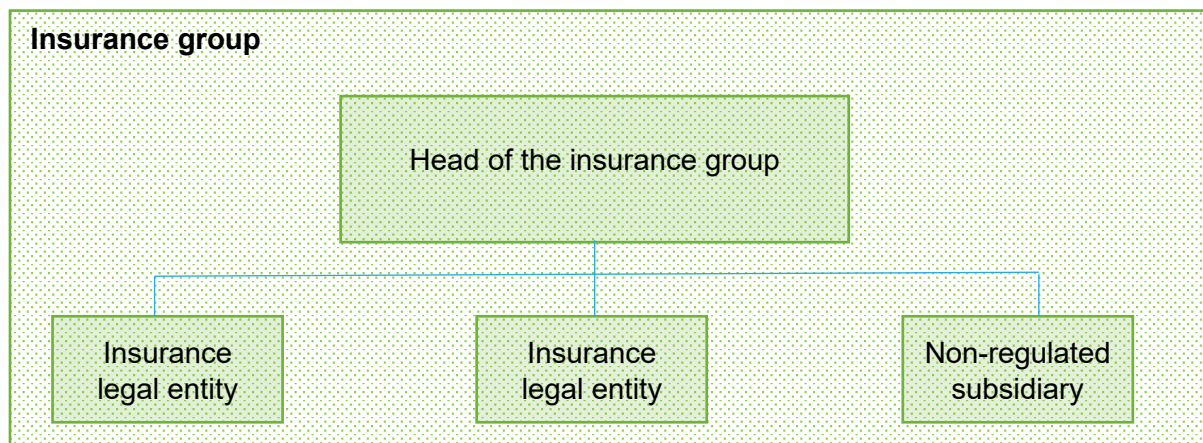 Insurance group
Head of the insurance group
Insurance
legal entity
Insurance
legal entity
Non-regulated
subsidiary